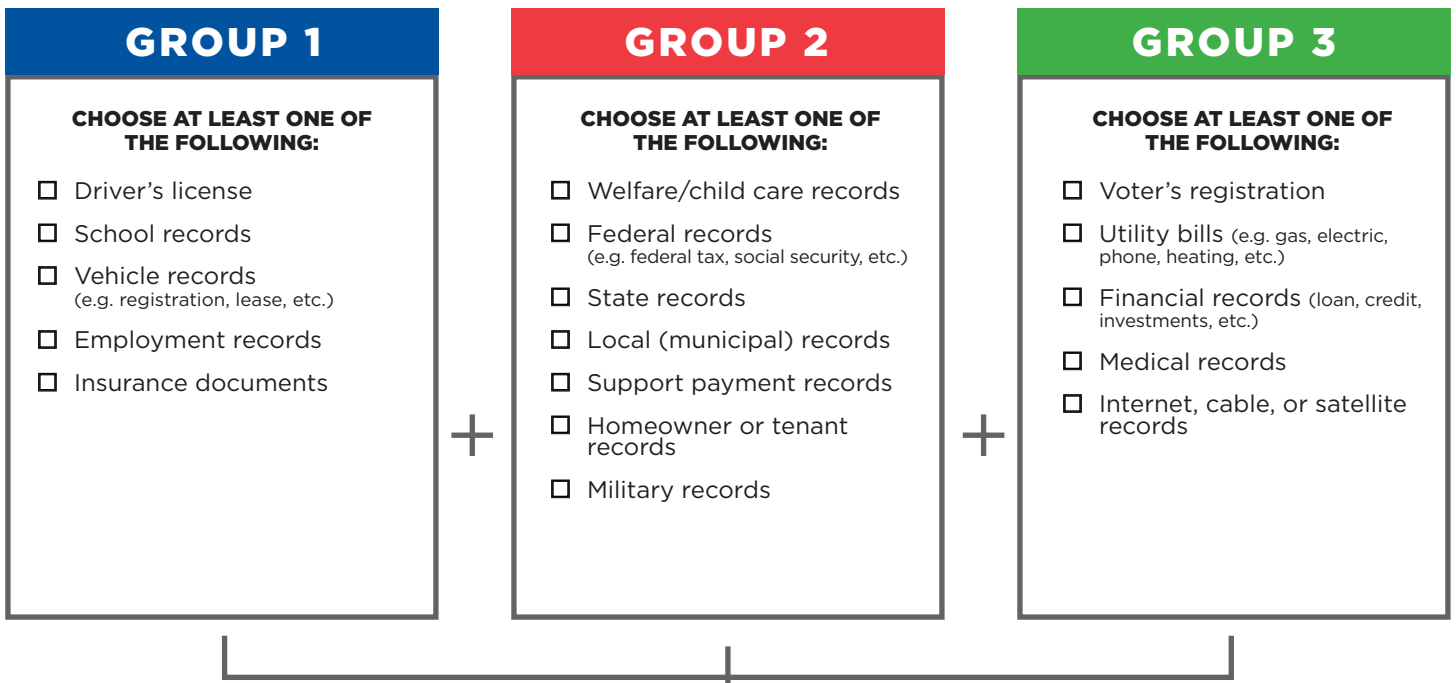 GROUP 1
CHOOSE AT LEAST ONE OF
THE FOLLOWING:
Driver’s license
School records
Vehicle records
(e.g. registration, lease, etc.)
Employment records
Insurance documents
+
GROUP 2
CHOOSE AT LEAST ONE OF
THE FOLLOWING:
Welfare/child care records
Federal records
(e.g. federal tax, social security, etc.)
State records
Local (municipal) records
Support payment records
Homeowner or tenant
records
Military records
+
GROUP 3
CHOOSE AT LEAST ONE OF
THE FOLLOWING:
Voter’s registration
Utility bills (e.g. gas, electric,
phone, heating, etc.)
Financial records (loan, credit,
investments, etc.)
Medical records
Internet, cable, or satellite
records